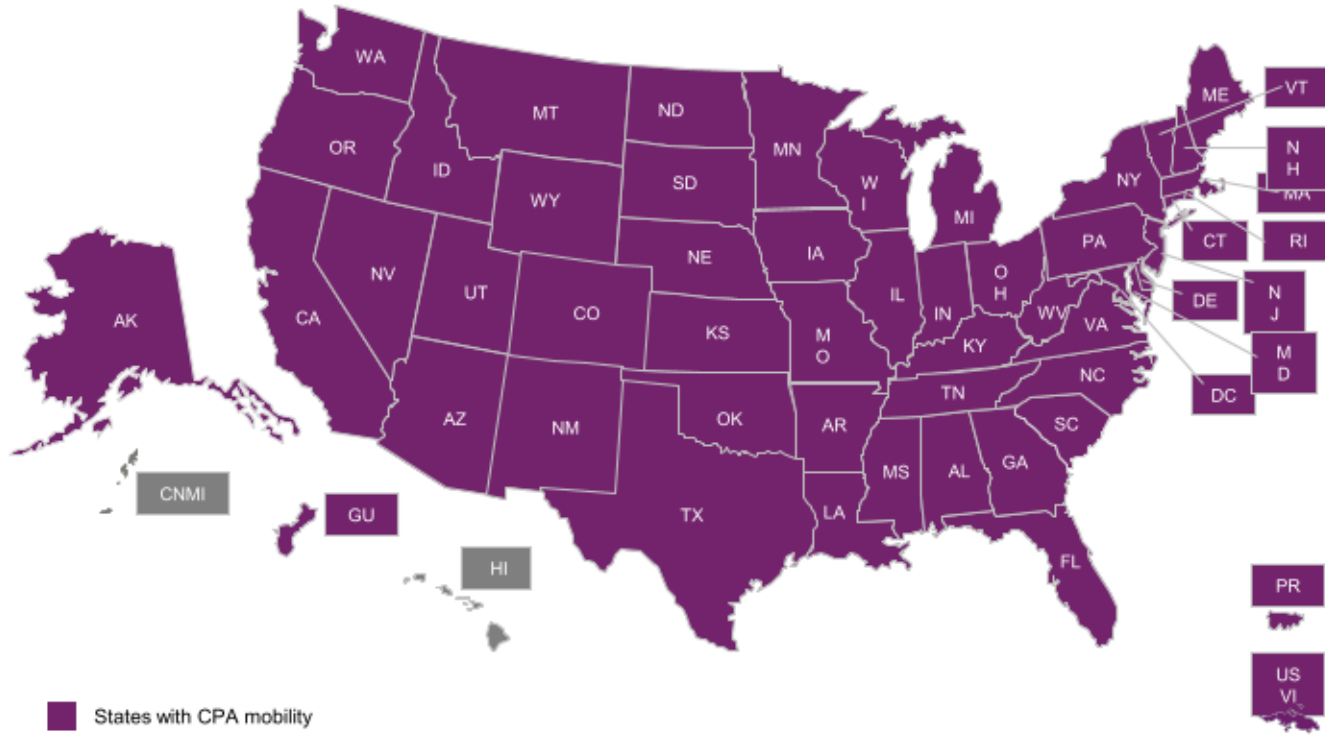 WA
MT
ND
MN
ME
VT
OR
ID
SD
WI
NY
N
H
MA
WY
MI
IA
PA
CT
RI
NV
NE
O
H
UT
CO
IL
IN
WV
VA
DE
N
J
AK
CA
KS
M
O
KY
M
D
AZ
NM
OK
AR
TN
NC
DC
SC
MS
AL
GA
CNMI
GU
TX
LA
FL
HI
PR
US
VI
States with CPA mobility